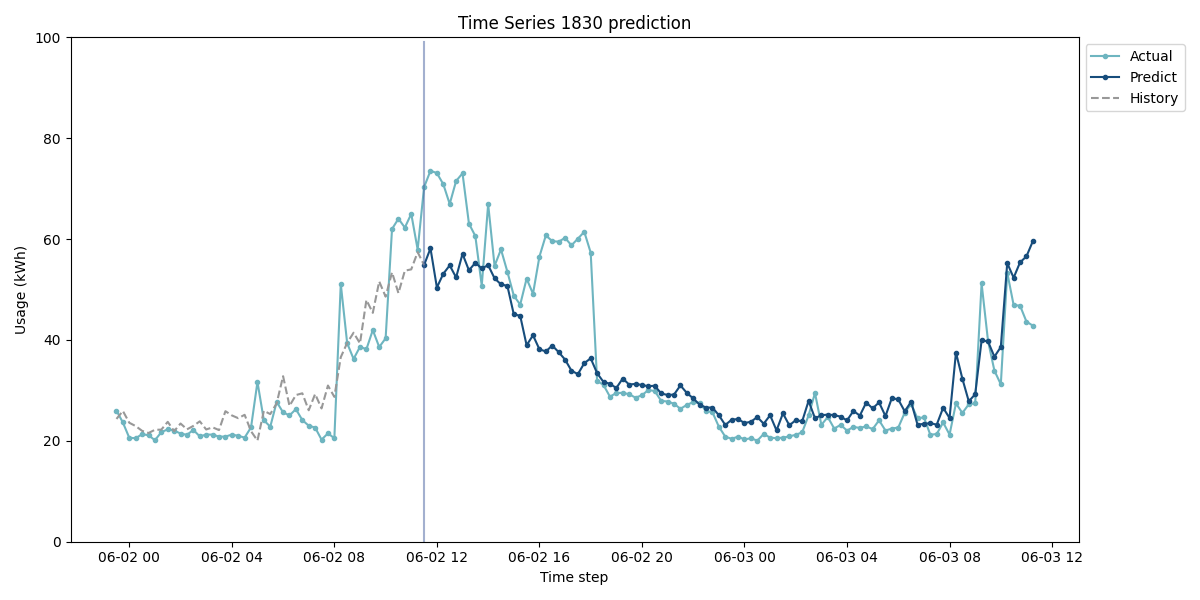 Time Series 1830 prediction
100
80
60
40
20
0
Usage (kWh)
06-02 00
06-02 04
06-02 08
06-02 12
06-02 16
06-02 20
06-03 00
06-03 04
06-03 08
06-03 12
Time step
Actual
Predict
History